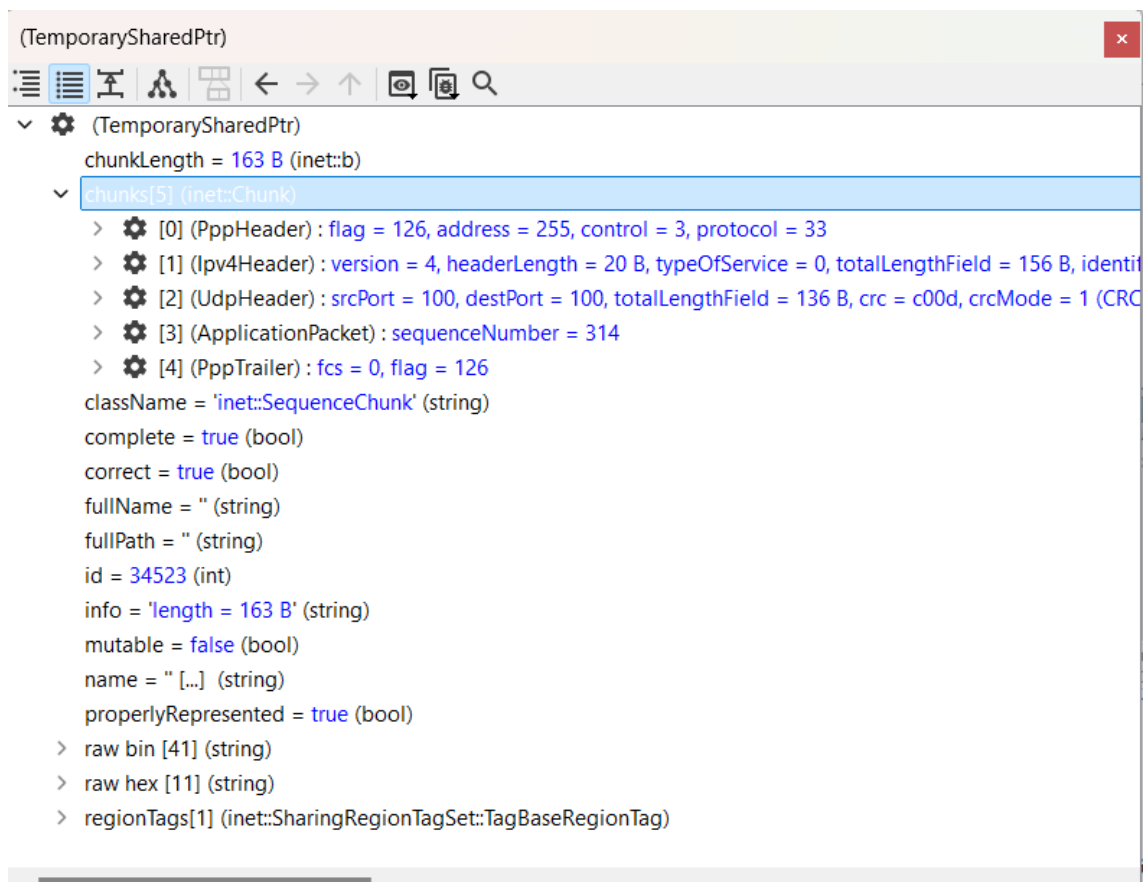 (TemporarySharedPtr)
(TemporarySharedPtr)
chunkLength = 163 B (inet::b)
chunks[5] (inet::Chunk)
[0] (PppHeader) : flag = 126, address = 255, control = 3, protocol = 33
[1] (Ipv4Header) : version = 4, headerLength = 20 B, typeOfService = 0, totalLengthField = 156 B, identif
[2] (UdpHeader) : srcPort = 100, destPort = 100, totalLengthField = 136 B, crc = c00d, crcMode = 1 (CRC
[3] (ApplicationPacket) : sequenceNumber = 314
[4] (PppTrailer) : fcs = 0, flag = 126
className = 'inet::SequenceChunk' (string)
complete = true (bool)
correct = true (bool)
fullName = '' (string)
fullPath = '' (string)
id = 34523 (int)
info = 'length = 163 B' (string)
mutable = false (bool)
name = '' [...] (string)
properlyRepresented = true (bool)
raw bin [41] (string)
raw hex [11] (string)
regionTags[1] (inet::SharingRegionTagSet::TagBaseRegionTag)